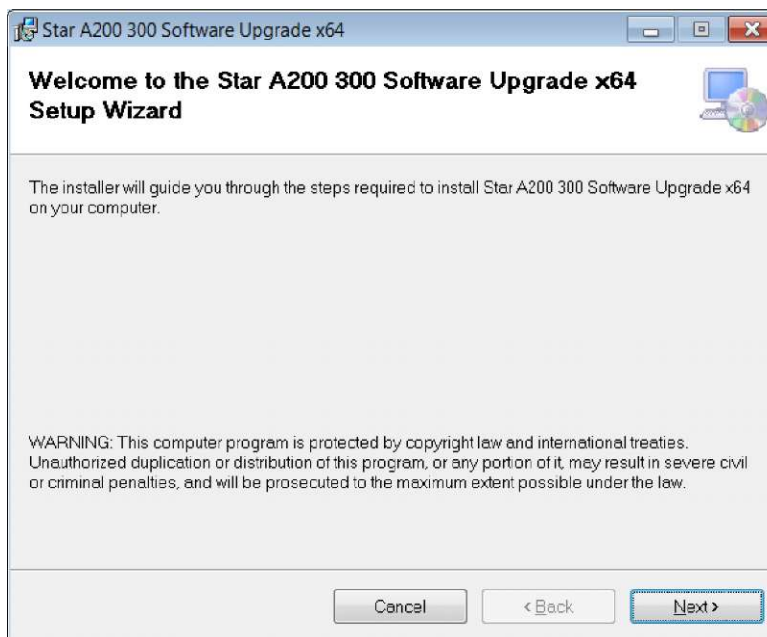 Star A200 300 Software Upgrade x64
Welcome to the Star A200 300 Software Upgrade x64
Setup Wizard
The installer will guide you through the steps required to install Star A200 300 Software Upgrade x64
on your computer.
WARNING: This computer program is protected by copyright law and international treaties.
Unauthorized duplication or distribution of this program, or any portion of it, may result in severe civil
or criminal penalties, and will be prosecuted to the maximum extent possible under the law.
Cancel
< Back
Next >